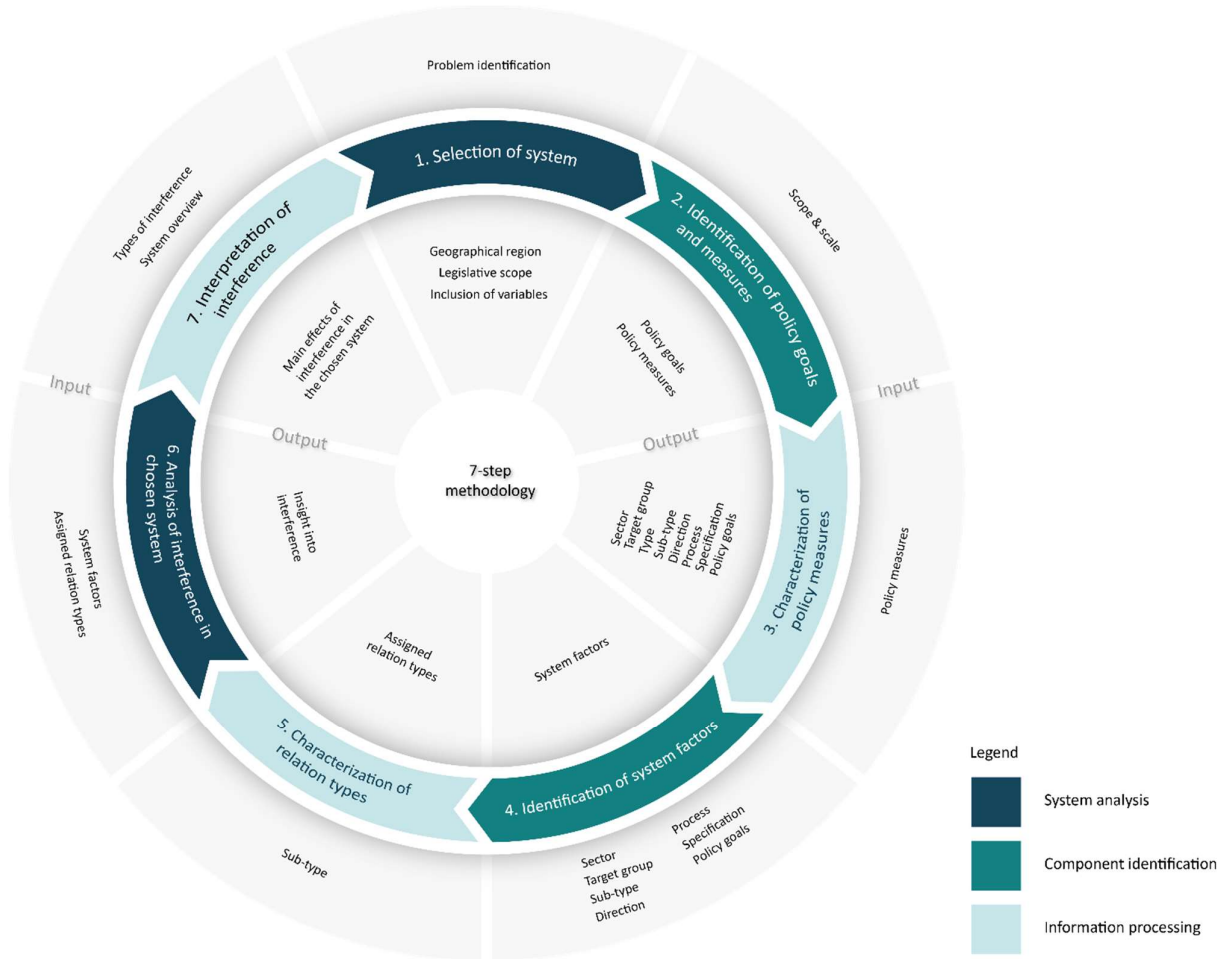 Problem identification
1. Selection of system
Geographical region
Legislative scope
Inclusion of variables
Scope & scale
2. Identification of policy goals
and measures
Policy goals
Policy measures
Input
Output
Policy measures
3. Characterization of
policy measures
Sector
Target group
Type
Sub-type
Direction
Process
Specification
Policy goals
Sector
Target group
Sub-type
Direction
Process
Specification
Policy goals
4. Identification of system factors
System factors
Sub-type
5. Characterization of
relation types
Assigned
relation types
System factors
Assigned relation types
6. Analysis of interference in
chosen system
Insight into
interference
Input
Output
Types of interference
System overview
7. Interpretation of
interference
Main effects of
interference in
the chosen system
7-step
methodology
Legend
System analysis
Component identification
Information processing